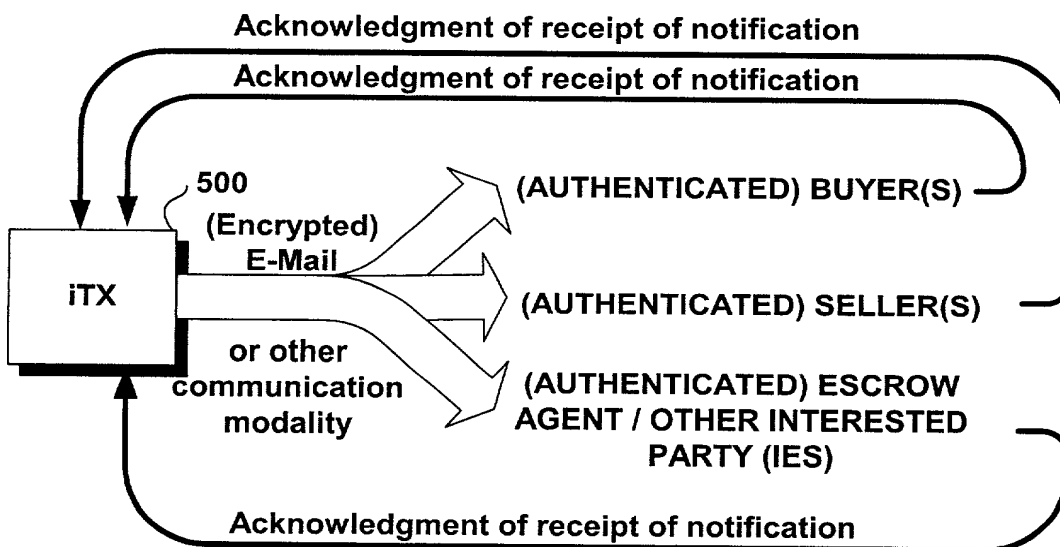 Acknowledgment of receipt of notification
Acknowledgment of receipt of notification
500
(Encrypted)
E-Mail
iTX
or other
communication
modality
(AUTHENTICATED) BUYER(S)
(AUTHENTICATED) SELLER(S)
(AUTHENTICATED) ESCROW
AGENT / OTHER INTERESTED
PARTY (IES)
Acknowledgment of receipt of notification